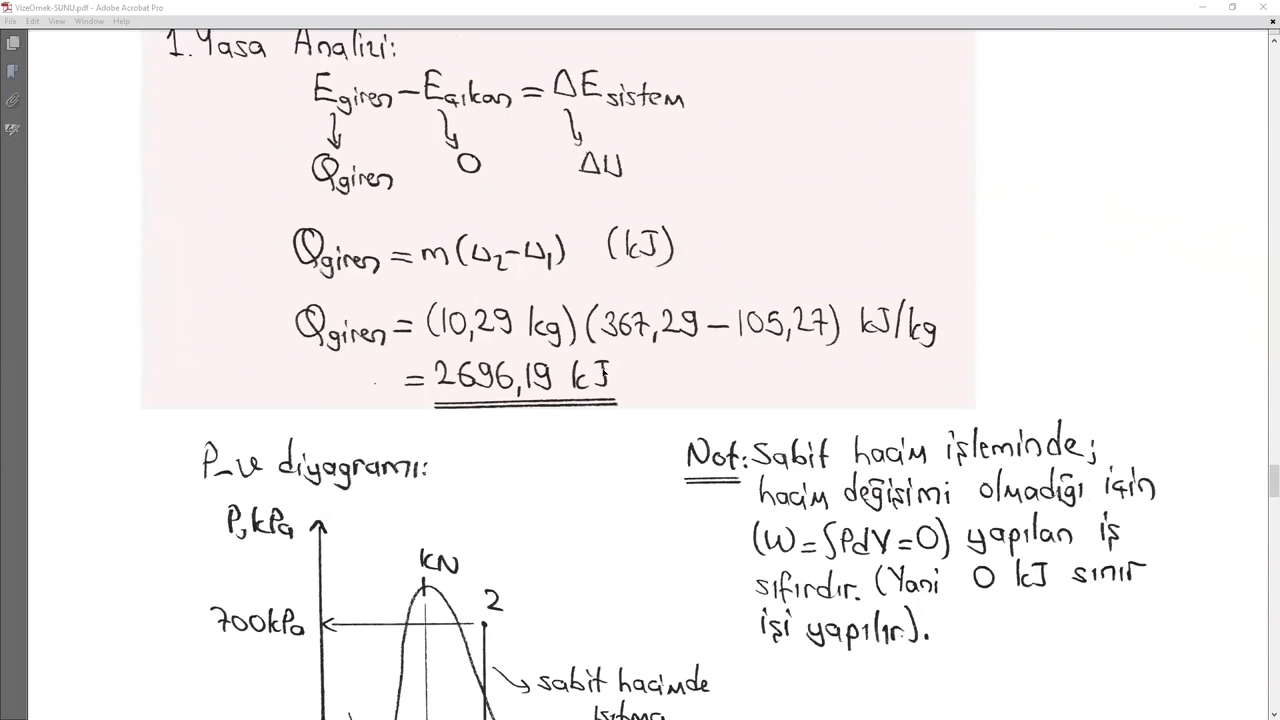 VizeOrnek-SUNU.pdf - Adobe Acrobat Pro
File Edit View Window Help
1. Yasa Analizi:
Egiren - Eçıkan = ΔEsistem
Qgiren 0 ΔU
Qgiren = m(u2-u1) (kJ)
Qgiren = (10,29 kg)(367,29 - 105,27) kJ/kg
= 2696,19 kJ
P-v diyagramı:
P, kPa
KN
2
700kPa
sabit hacimde
ısıtma
Not: Sabit hacim işleminde;
hacim değişimi olmadığı için
(W=∫PdV=0) yapılan iş
sıfırdır. (Yani 0 kJ sınır
işi yapılır).